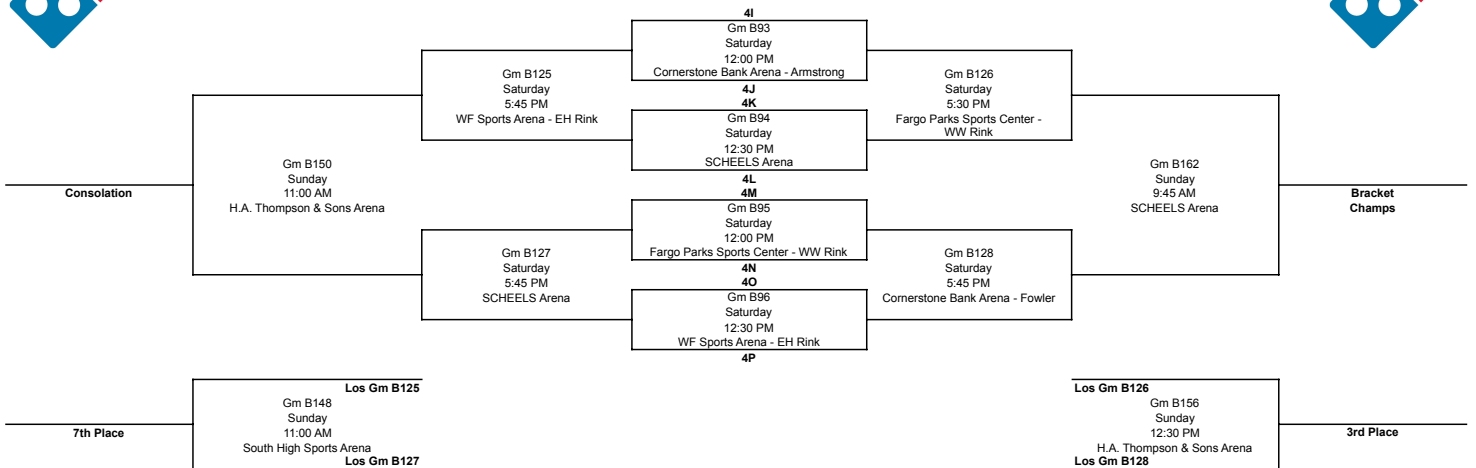 4I
Gm B93
Saturday
12:00 PM
Cornerstone Bank Arena - Armstrong
4J
4K
Gm B94
Saturday
12:30 PM
SCHEELS Arena
4L
4M
Gm B95
Saturday
12:00 PM
Fargo Parks Sports Center - WW Rink
4N
4O
Gm B96
Saturday
12:30 PM
WF Sports Arena - EH Rink
4P
Gm B125
Saturday
5:45 PM
WF Sports Arena - EH Rink
Gm B126
Saturday
5:30 PM
Fargo Parks Sports Center -
WW Rink
Gm B150
Sunday
11:00 AM
H.A. Thompson & Sons Arena
Consolation
Gm B162
Sunday
9:45 AM
SCHEELS Arena
Bracket
Champs
Gm B127
Saturday
5:45 PM
SCHEELS Arena
Gm B128
Saturday
5:45 PM
Cornerstone Bank Arena - Fowler
Los Gm B125
Gm B148
Sunday
11:00 AM
South High Sports Arena
Los Gm B127
7th Place
Los Gm B126
Gm B156
Sunday
12:30 PM
H.A. Thompson & Sons Arena
Los Gm B128
3rd Place